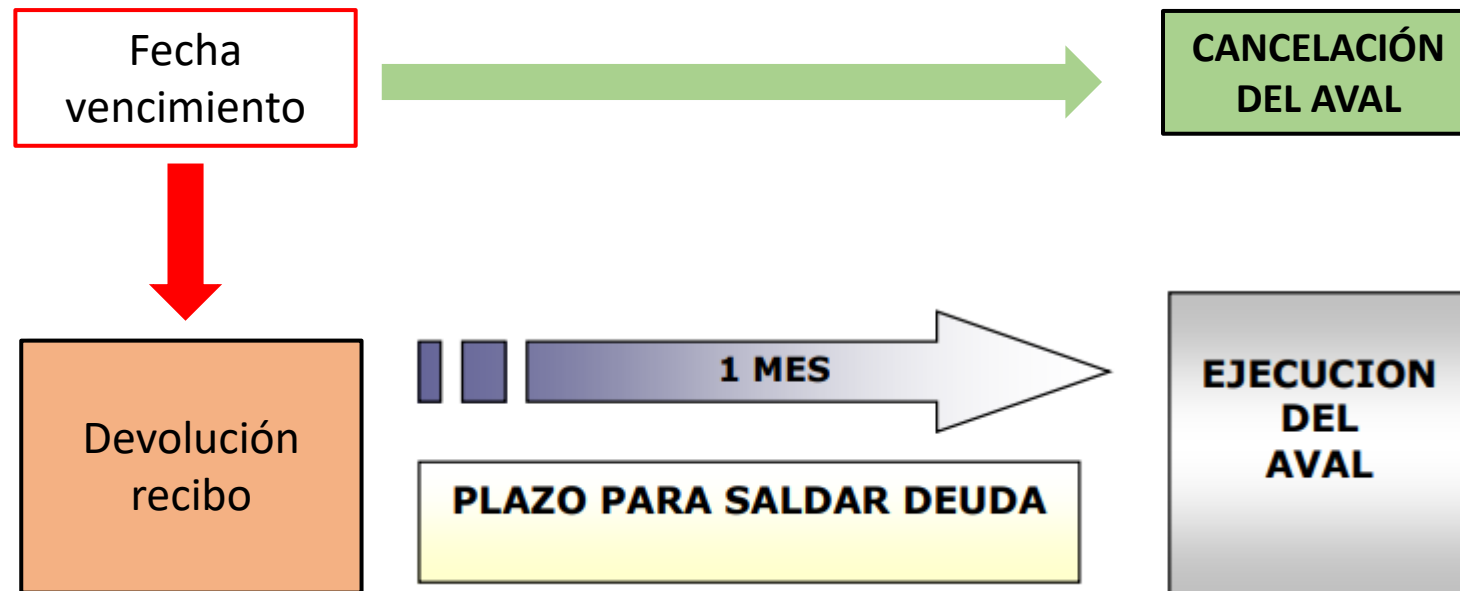 Fecha
vencimiento
CANCELACIÓN
DEL AVAL
Devolución
recibo
1 MES
PLAZO PARA SALDAR DEUDA
EJECUCION
DEL
AVAL